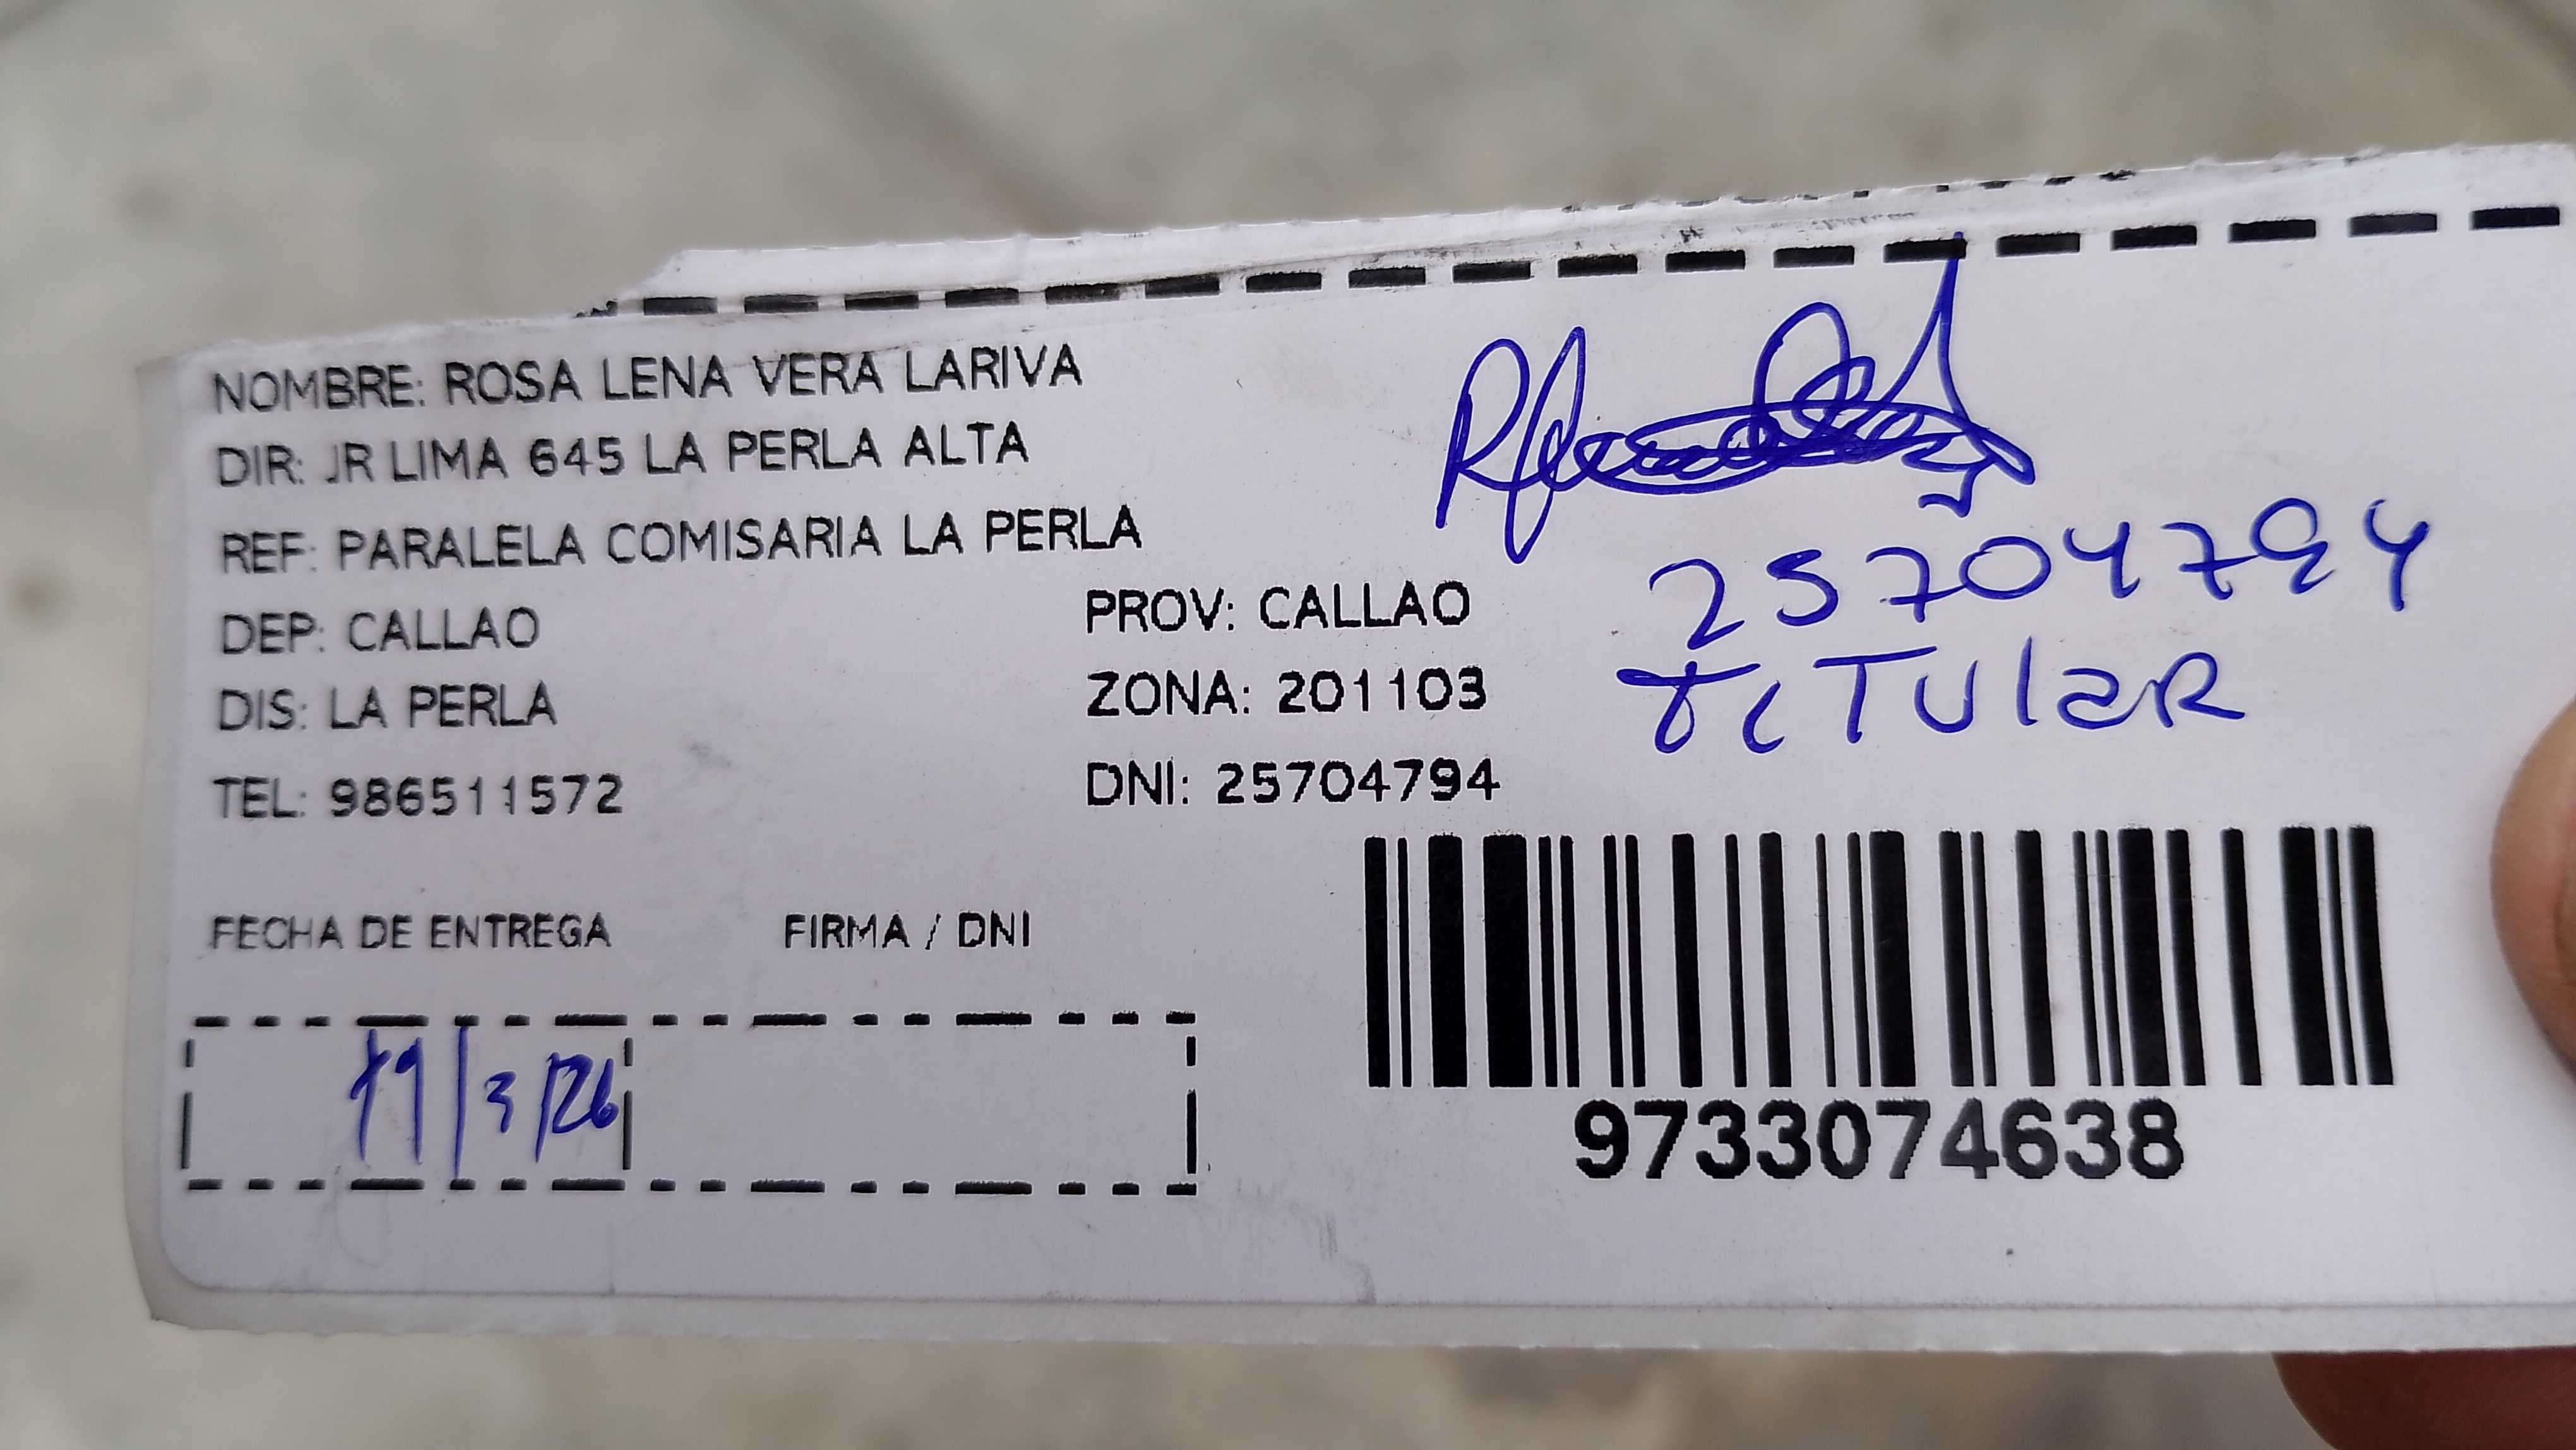 NOMBRE: ROSA LENA VERA LARIVA
DIR: JR LIMA 645 LA PERLA ALTA
REF: PARALELA COMISARIA LA PERLA
DEP: CALLAO
PROV: CALLAO
DIS: LA PERLA
ZONA: 201103
TEL: 986511572
DNI: 25704794
25704794
TiTUlaR
FECHA DE ENTREGA
FIRMA / DNI
19/3/26
9733074638